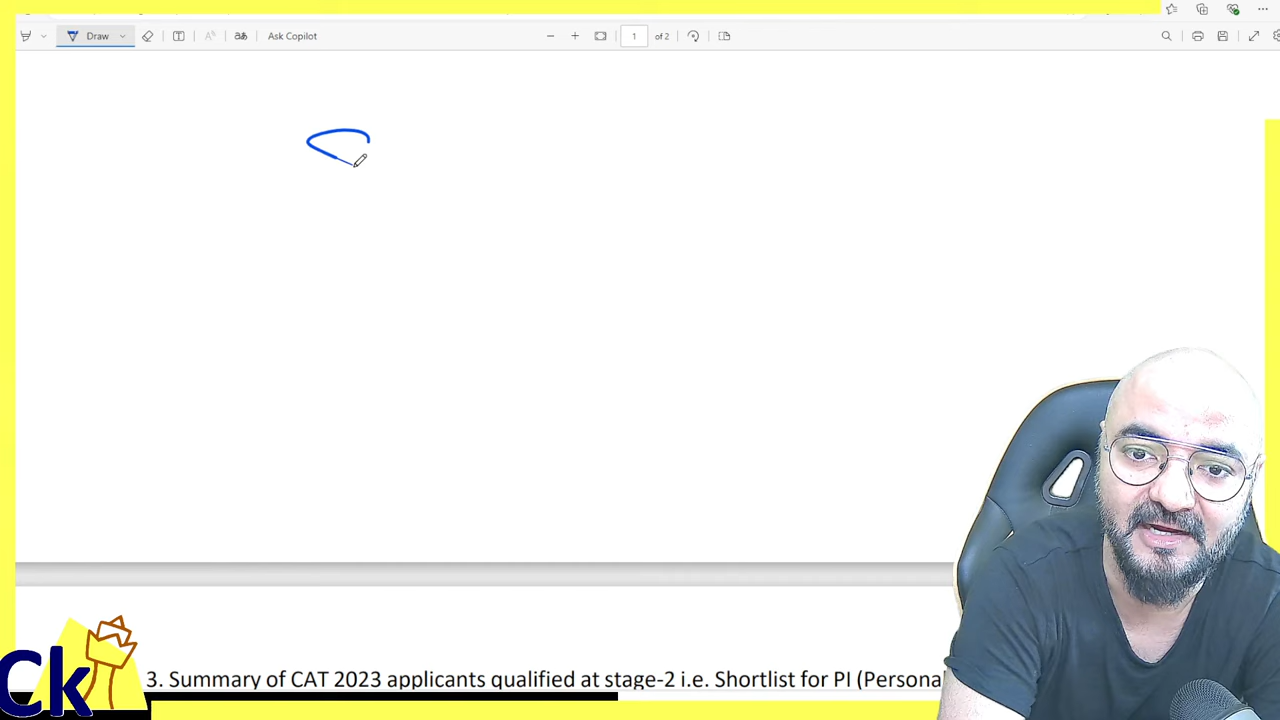 Draw
Ask Copilot
1 of 2
3. Summary of CAT 2023 applicants qualified at stage-2 i.e. Shortlist for PI (Personal
Ck